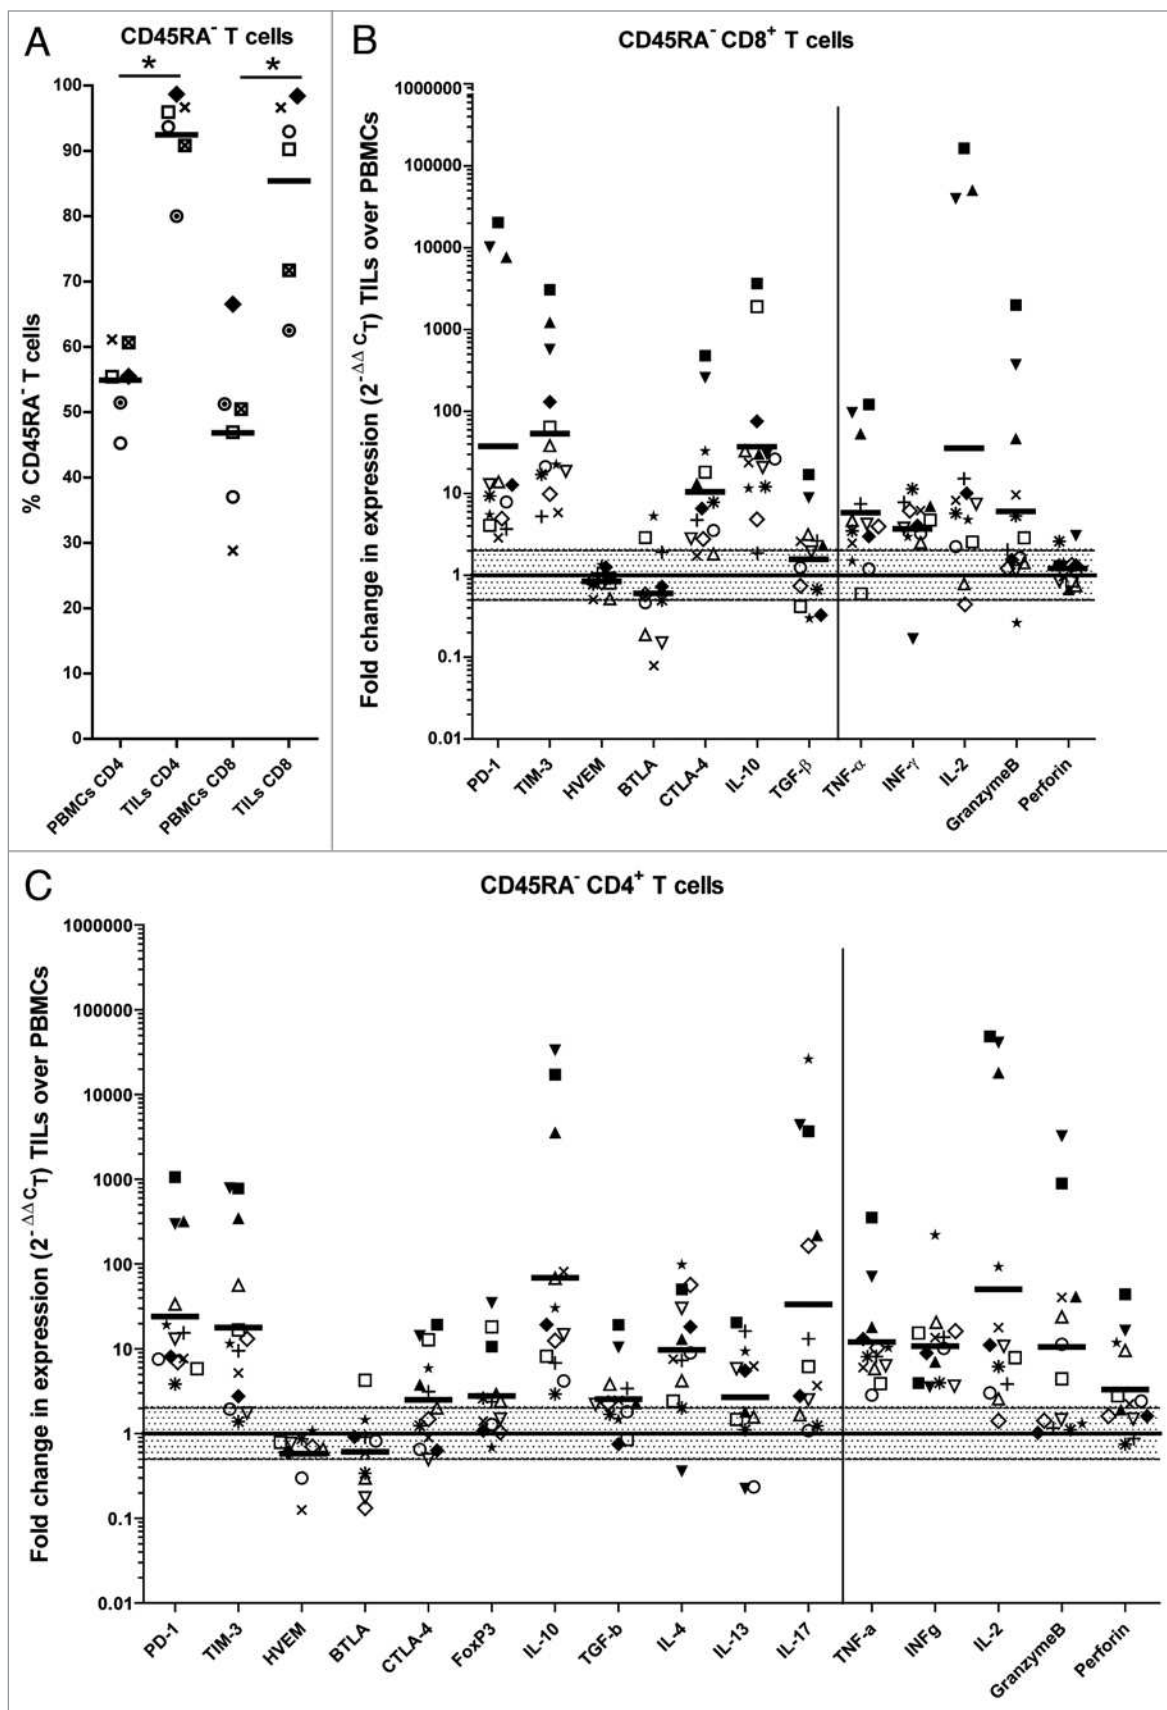 A
CD45RA⁻ T cells
*
*
% CD45RA⁻ T cells
100
90
80
70
60
50
40
30
20
10
0
PBMCs CD4
TILs CD4
PBMCs CD8
TILs CD8
B
CD45RA⁻ CD8⁺ T cells
Fold change in expression (2^-ΔΔC_T) TILs over PBMCs
1000000
100000
10000
1000
100
10
1
0.1
0.01
PD-1
TIM-3
HVEM
BTLA
CTLA-4
IL-10
TGF-β
TNF-α
INF-γ
IL-2
GranzymeB
Perforin
C
CD45RA⁻ CD4⁺ T cells
Fold change in expression (2^-ΔΔC_T) TILs over PBMCs
1000000
100000
10000
1000
100
10
1
0.1
0.01
PD-1
TIM-3
HVEM
BTLA
CTLA-4
FoxP3
IL-10
TGF-b
IL-4
IL-13
IL-17
TNF-a
INFg
IL-2
GranzymeB
Perforin